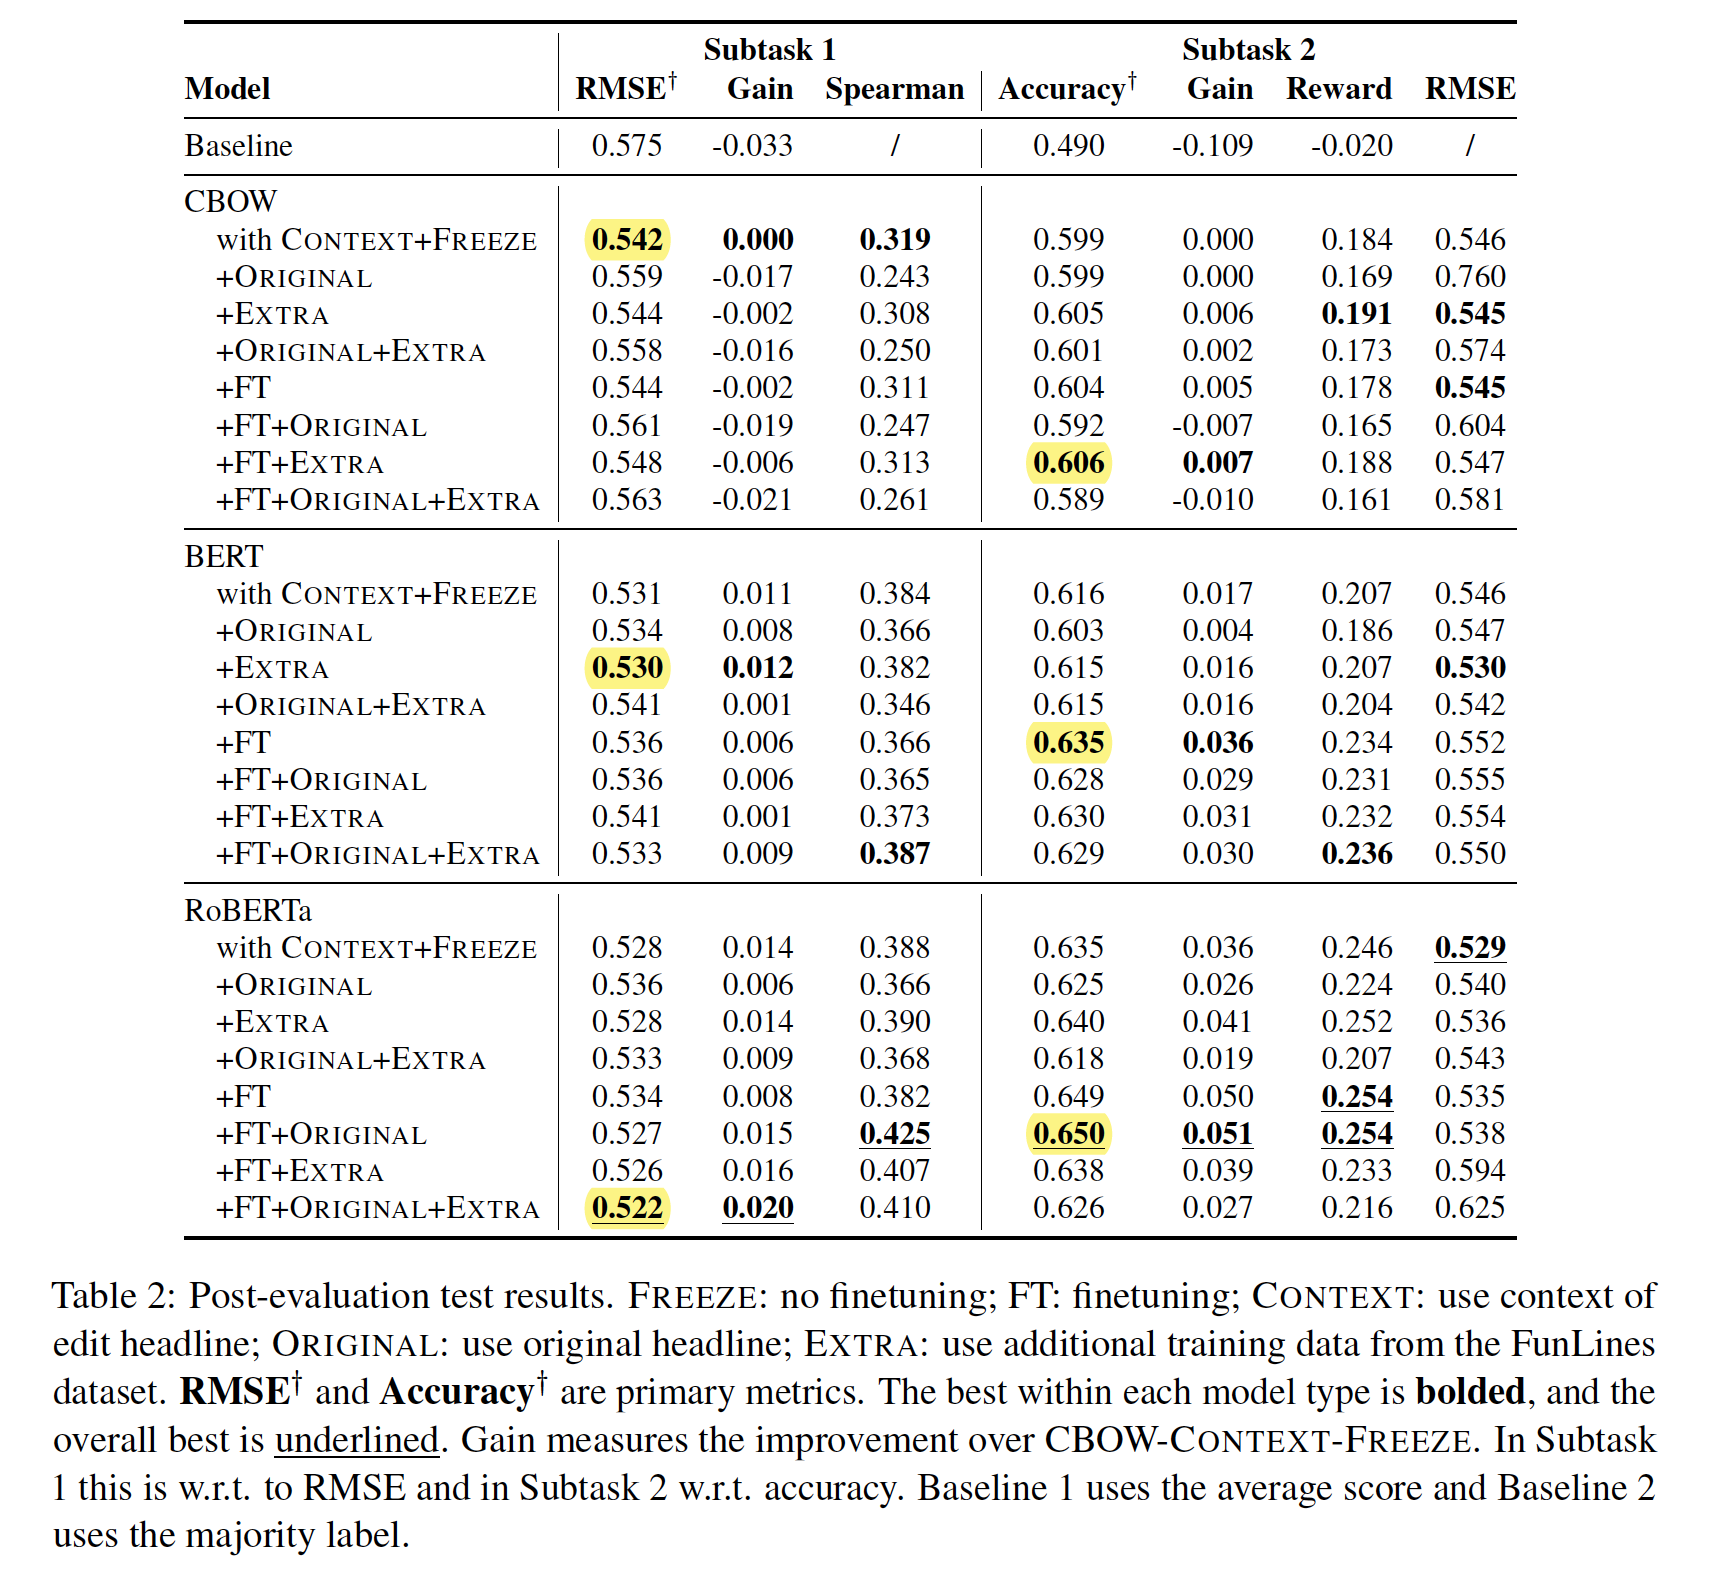 Subtask 1 Subtask 2
Model RMSE† Gain Spearman Accuracy† Gain Reward RMSE
Baseline 0.575 -0.033 / 0.490 -0.109 -0.020 /
CBOW
with CONTEXT+FREEZE 0.542 0.000 0.319 0.599 0.000 0.184 0.546
+ORIGINAL 0.559 -0.017 0.243 0.599 0.000 0.169 0.760
+EXTRA 0.544 -0.002 0.308 0.605 0.006 0.191 0.545
+ORIGINAL+EXTRA 0.558 -0.016 0.250 0.601 0.002 0.173 0.574
+FT 0.544 -0.002 0.311 0.604 0.005 0.178 0.545
+FT+ORIGINAL 0.561 -0.019 0.247 0.592 -0.007 0.165 0.604
+FT+EXTRA 0.548 -0.006 0.313 0.606 0.007 0.188 0.547
+FT+ORIGINAL+EXTRA 0.563 -0.021 0.261 0.589 -0.010 0.161 0.581
BERT
with CONTEXT+FREEZE 0.531 0.011 0.384 0.616 0.017 0.207 0.546
+ORIGINAL 0.534 0.008 0.366 0.603 0.004 0.186 0.547
+EXTRA 0.530 0.012 0.382 0.615 0.016 0.207 0.530
+ORIGINAL+EXTRA 0.541 0.001 0.346 0.615 0.016 0.204 0.542
+FT 0.536 0.006 0.366 0.635 0.036 0.234 0.552
+FT+ORIGINAL 0.536 0.006 0.365 0.628 0.029 0.231 0.555
+FT+EXTRA 0.541 0.001 0.373 0.630 0.031 0.232 0.554
+FT+ORIGINAL+EXTRA 0.533 0.009 0.387 0.629 0.030 0.236 0.550
RoBERTa
with CONTEXT+FREEZE 0.528 0.014 0.388 0.635 0.036 0.246 0.529
+ORIGINAL 0.536 0.006 0.366 0.625 0.026 0.224 0.540
+EXTRA 0.528 0.014 0.390 0.640 0.041 0.252 0.536
+ORIGINAL+EXTRA 0.533 0.009 0.368 0.618 0.019 0.207 0.543
+FT 0.534 0.008 0.382 0.649 0.050 0.254 0.535
+FT+ORIGINAL 0.527 0.015 0.425 0.650 0.051 0.254 0.538
+FT+EXTRA 0.526 0.016 0.407 0.638 0.039 0.233 0.594
+FT+ORIGINAL+EXTRA 0.522 0.020 0.410 0.626 0.027 0.216 0.625
Table 2: Post-evaluation test results. FREEZE: no finetuning; FT: finetuning; CONTEXT: use context of
edit headline; ORIGINAL: use original headline; EXTRA: use additional training data from the FunLines
dataset. RMSE† and Accuracy† are primary metrics. The best within each model type is bolded, and the
overall best is underlined. Gain measures the improvement over CBOW-CONTEXT-FREEZE. In Subtask
1 this is w.r.t. to RMSE and in Subtask 2 w.r.t. accuracy. Baseline 1 uses the average score and Baseline 2
uses the majority label.